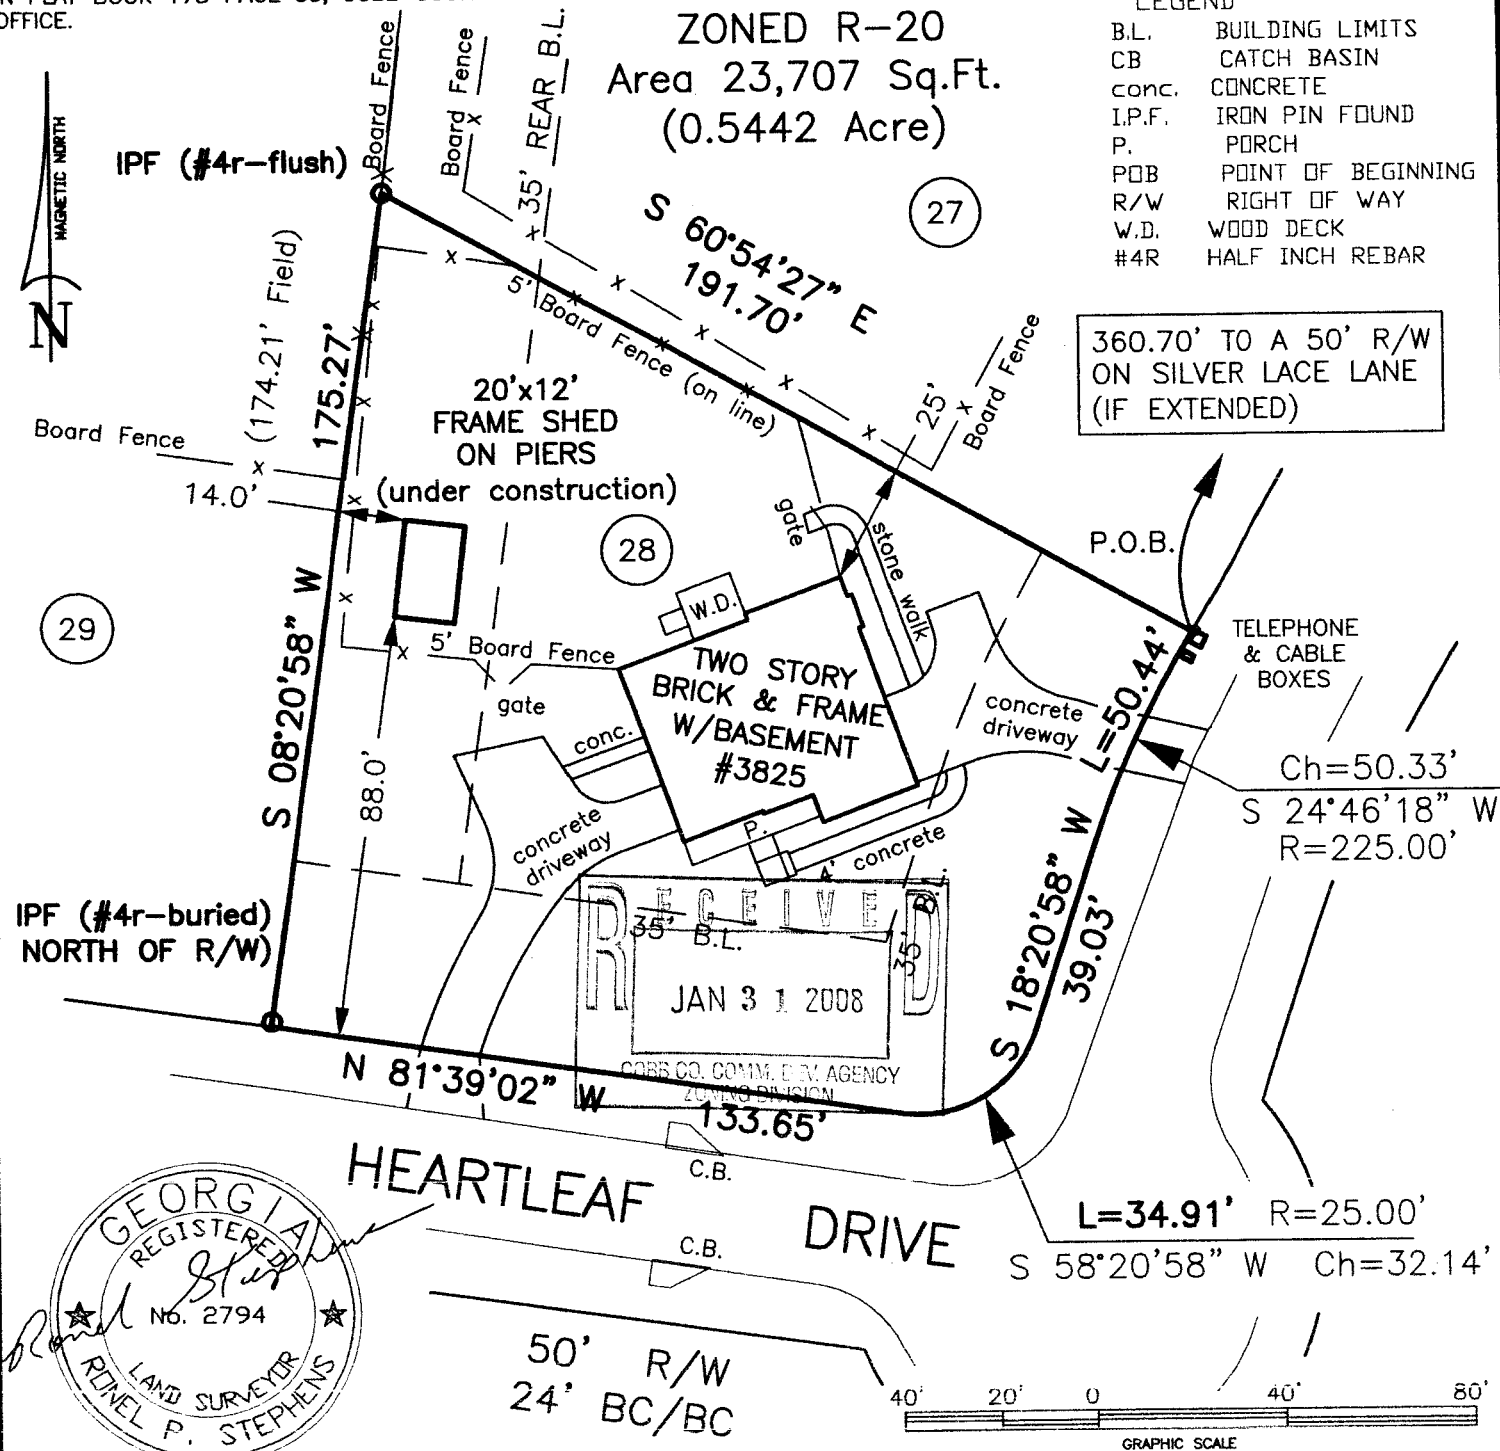 OFFICE.
ZONED R-20
Area 23,707 Sq.Ft.
(0.5442 Acre)
LEGEND
B.L. BUILDING LIMITS
CB CATCH BASIN
conc. CONCRETE
I.P.F. IRON PIN FOUND
P. PORCH
POB POINT OF BEGINNING
R/W RIGHT OF WAY
W.D. WOOD DECK
#4R HALF INCH REBAR
MAGNETIC NORTH
N
IPF (#4r-flush)
Board Fence
Board Fence
35' REAR B.L.
27
S 60°54'27" E
191.70'
5' Board Fence (on line)
360.70' TO A 50' R/W
ON SILVER LACE LANE
(IF EXTENDED)
(174.21' Field)
175.27'
S 08°20'58" W
Board Fence
14.0'
20'x12'
FRAME SHED
ON PIERS
(under construction)
25'
Board Fence
28
29
gate
stone walk
P.O.B.
TELEPHONE
& CABLE
BOXES
W.D.
5' Board Fence
gate
TWO STORY
BRICK & FRAME
W/BASEMENT
#3825
conc.
concrete
driveway
L=50.44'
Ch=50.33'
S 24°46'18" W
R=225.00'
88.0'
concrete
driveway
P.
4' concrete
S 18°20'58" W
39.03'
IPF (#4r-buried)
NORTH OF R/W)
35' B.L.
35' B.L.
RECEIVED
JAN 31 2008
COBB CO. COMM. DEV. AGENCY
ZONING DIVISION
N 81°39'02" W
133.65'
C.B.
HEARTLEAF DRIVE
C.B.
L=34.91' R=25.00'
S 58°20'58" W Ch=32.14'
50' R/W
24' BC/BC
GEORGIA
REGISTERED
No. 2794
LAND SURVEYOR
RONEL P. STEPHENS
Ronel Stephens
40' 20' 0 40' 80'
GRAPHIC SCALE